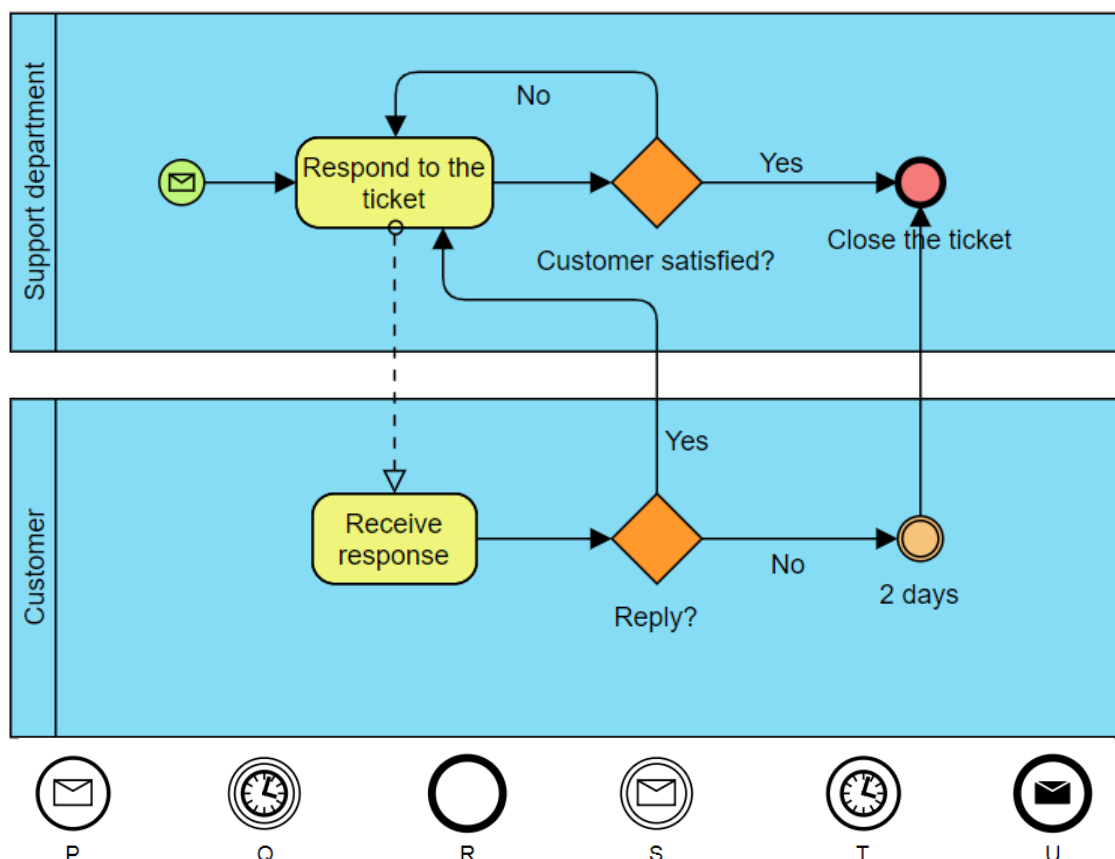 Support department
No
Respond to the
ticket
Yes
Customer satisfied?
Close the ticket
Customer
Yes
Receive
response
No
Reply?
2 days
P
Q
R
S
T
U